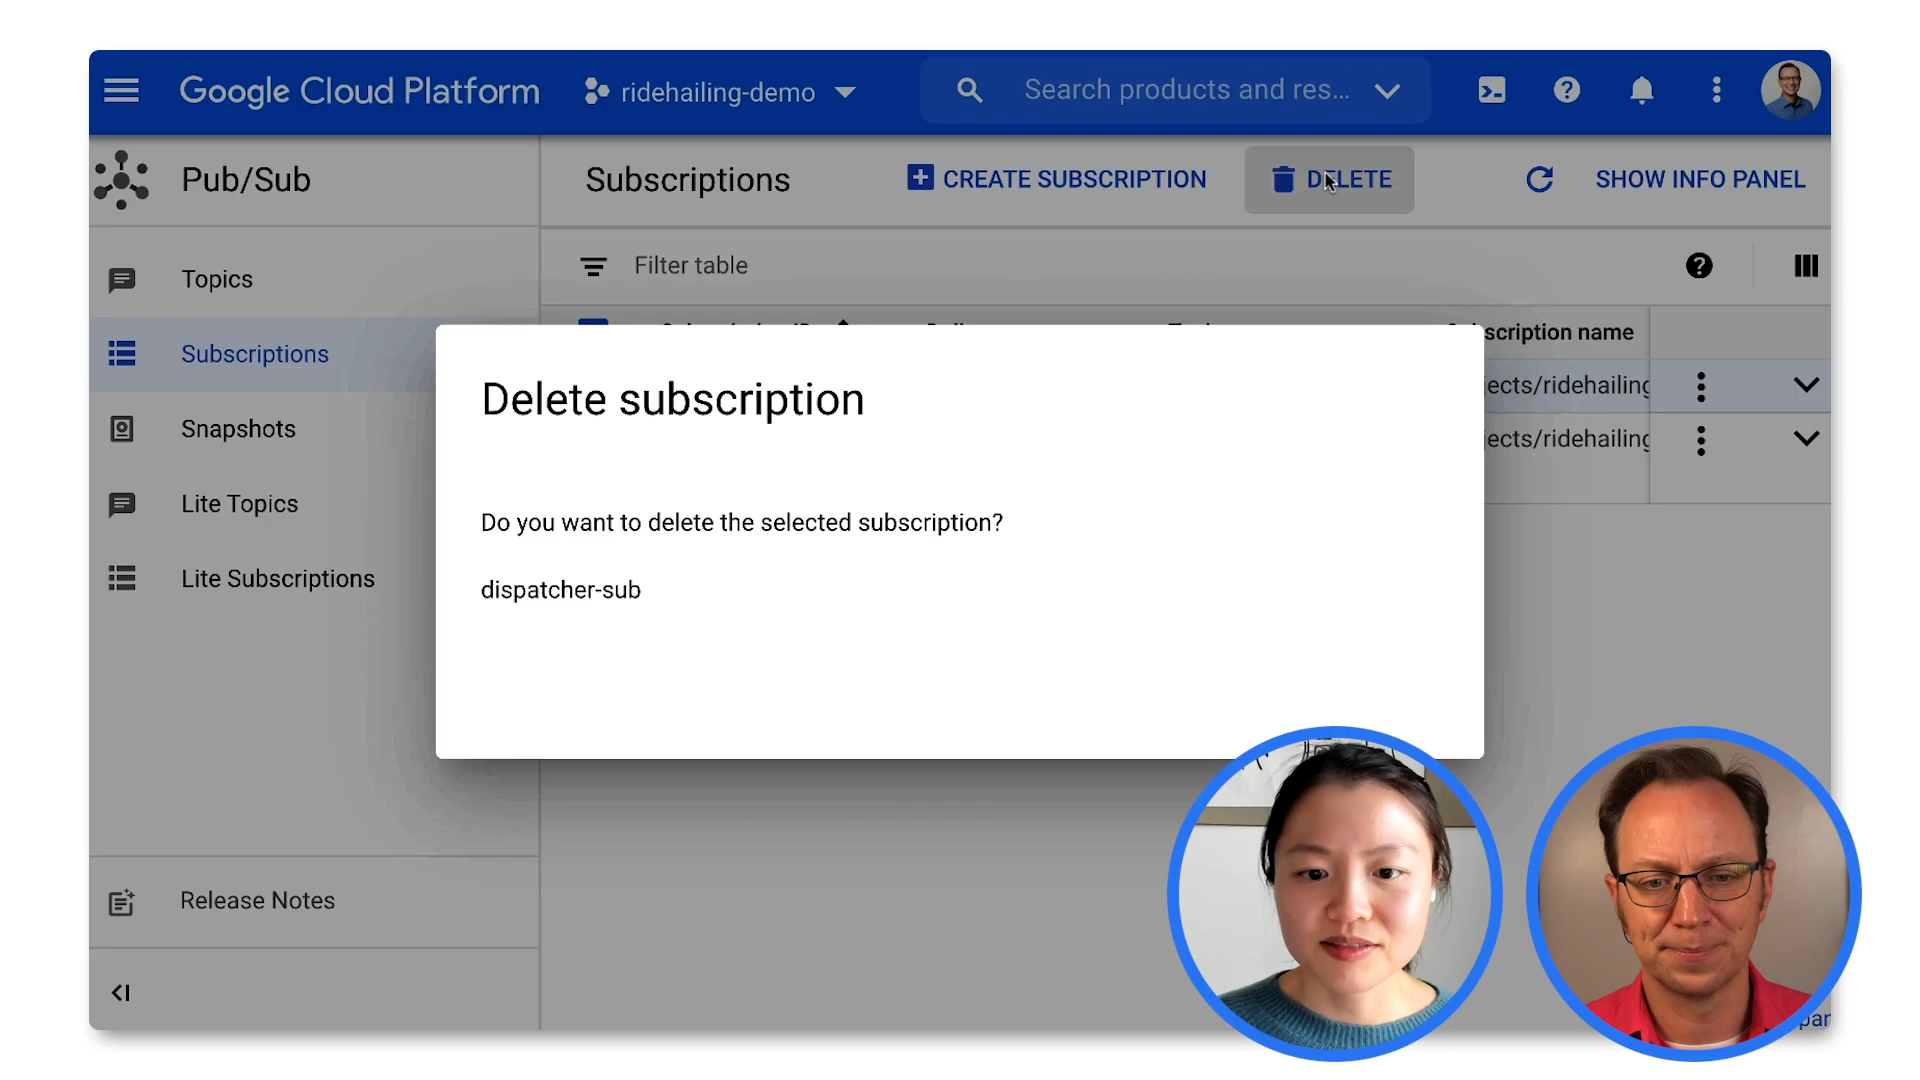 Google Cloud Platform
ridehailing-demo
Search products and res...
Pub/Sub
Subscriptions
CREATE SUBSCRIPTION
DELETE
SHOW INFO PANEL
Topics
Subscriptions
Snapshots
Lite Topics
Lite Subscriptions
Release Notes
Filter table
scription name
jects/ridehailing
jects/ridehailing
Delete subscription
Do you want to delete the selected subscription?
dispatcher-sub